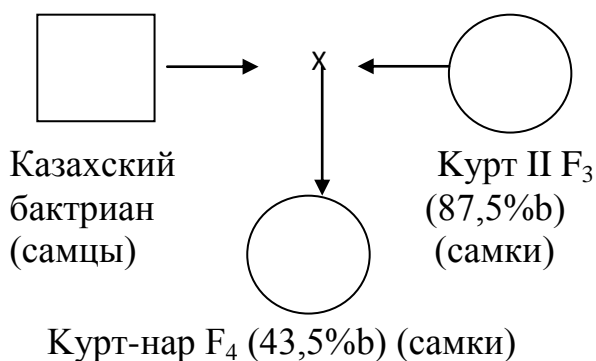 X
Казахский
бактриан
(самцы)
Курт II F₃
(87,5%b)
(самки)
Курт-нар F₄ (43,5%b) (самки)